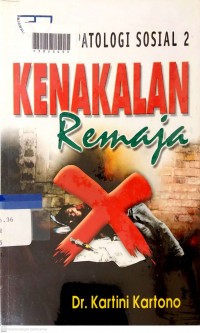 PATOLOGI SOSIAL 2
KENAKALAN
Remaja
Dr. Kartini Kartono